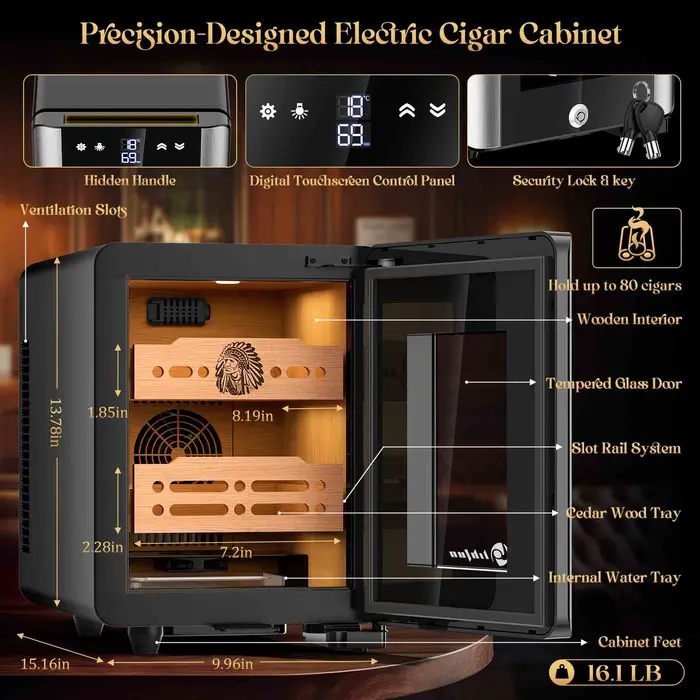 Precision-Designed Electric Cigar Cabinet
18°C
69%
18°C
69%
Hidden Handle
Digital Touchscreen Control Panel
Security Lock & key
Ventilation Slots
Hold up to 80 cigars
Wooden Interior
Tempered Glass Door
1.85in
8.19in
13.78in
Slot Rail System
Cedar Wood Tray
2.28in
7.2in
Internal Water Tray
Cabinet Feet
15.16in
9.96in
16.1 LB